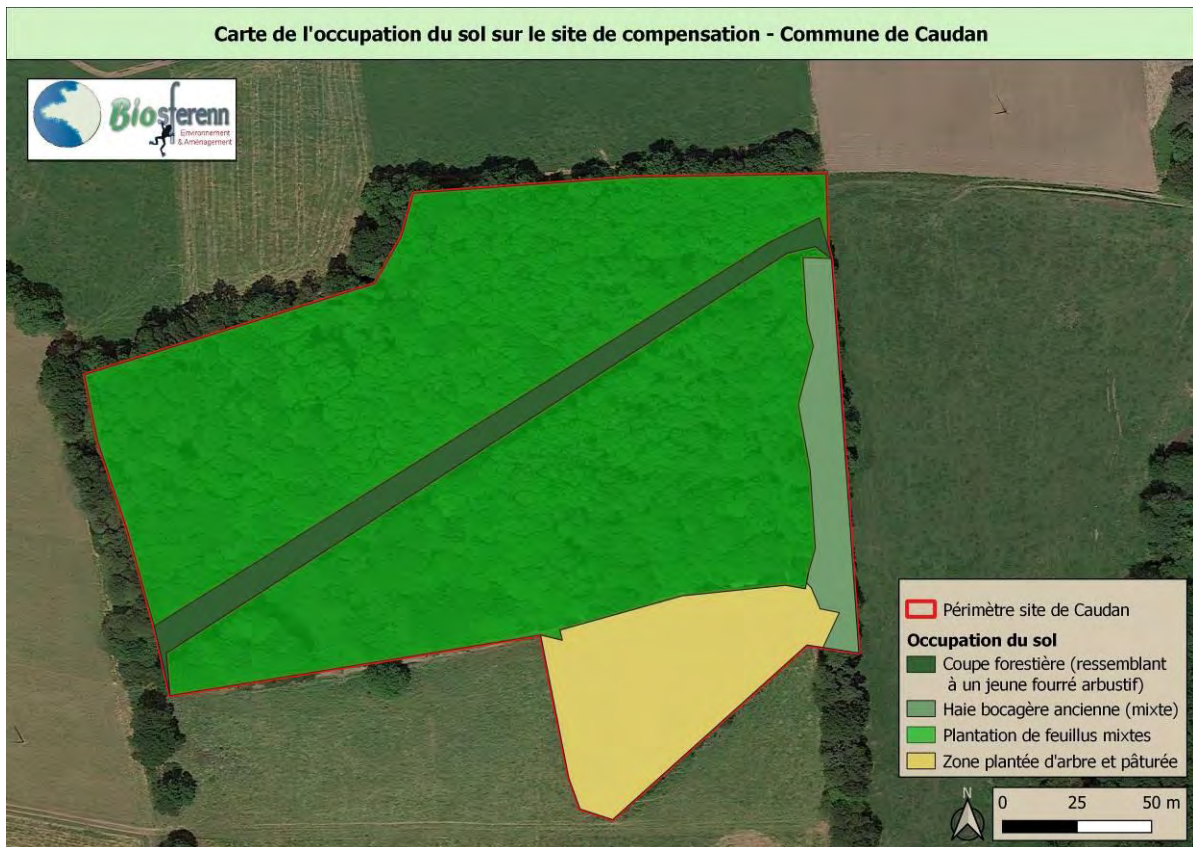 Carte de l'occupation du sol sur le site de compensation - Commune de Caudan
Biosferenn
Environnement
& Aménagement
Périmètre site de Caudan
Occupation du sol
Coupe forestière (ressemblant
à un jeune fourré arbustif)
Haie bocagère ancienne (mixte)
Plantation de feuillus mixtes
Zone plantée d'arbre et pâturée
N
0 25 50 m